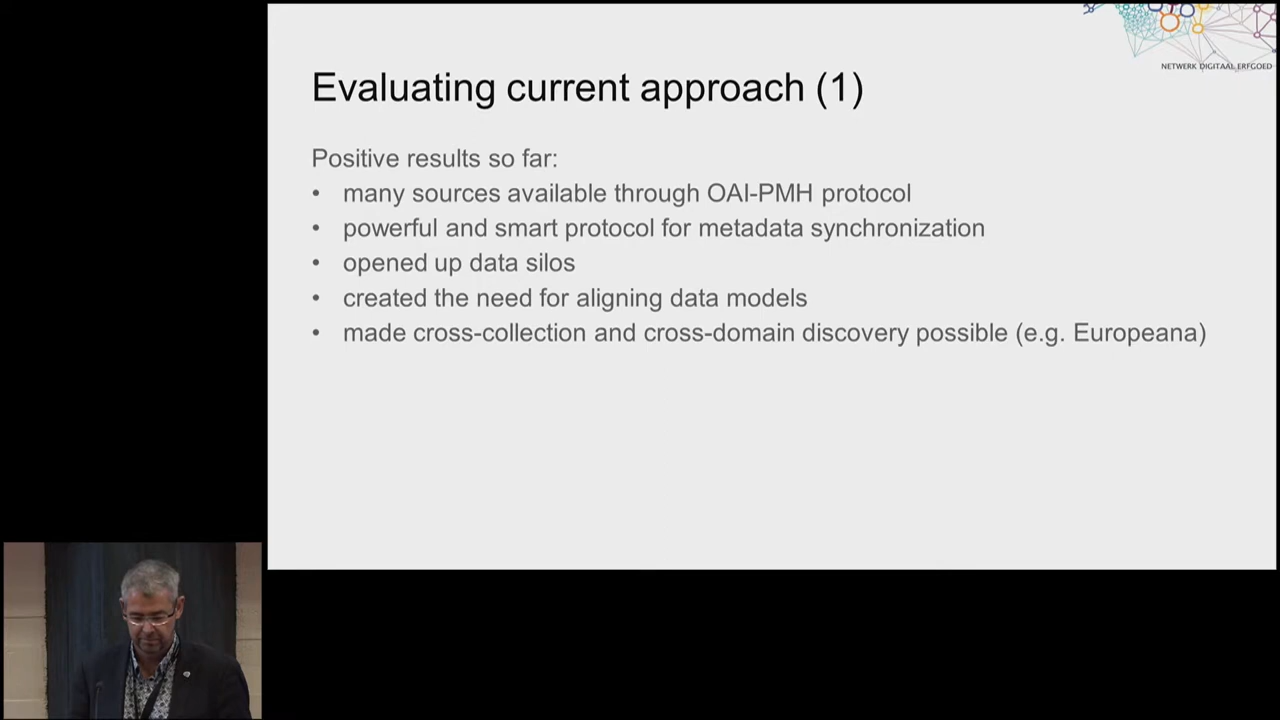 NETWERK DIGITAAL ERFGOED
Evaluating current approach (1)
Positive results so far:
• many sources available through OAI-PMH protocol
• powerful and smart protocol for metadata synchronization
• opened up data silos
• created the need for aligning data models
• made cross-collection and cross-domain discovery possible (e.g. Europeana)